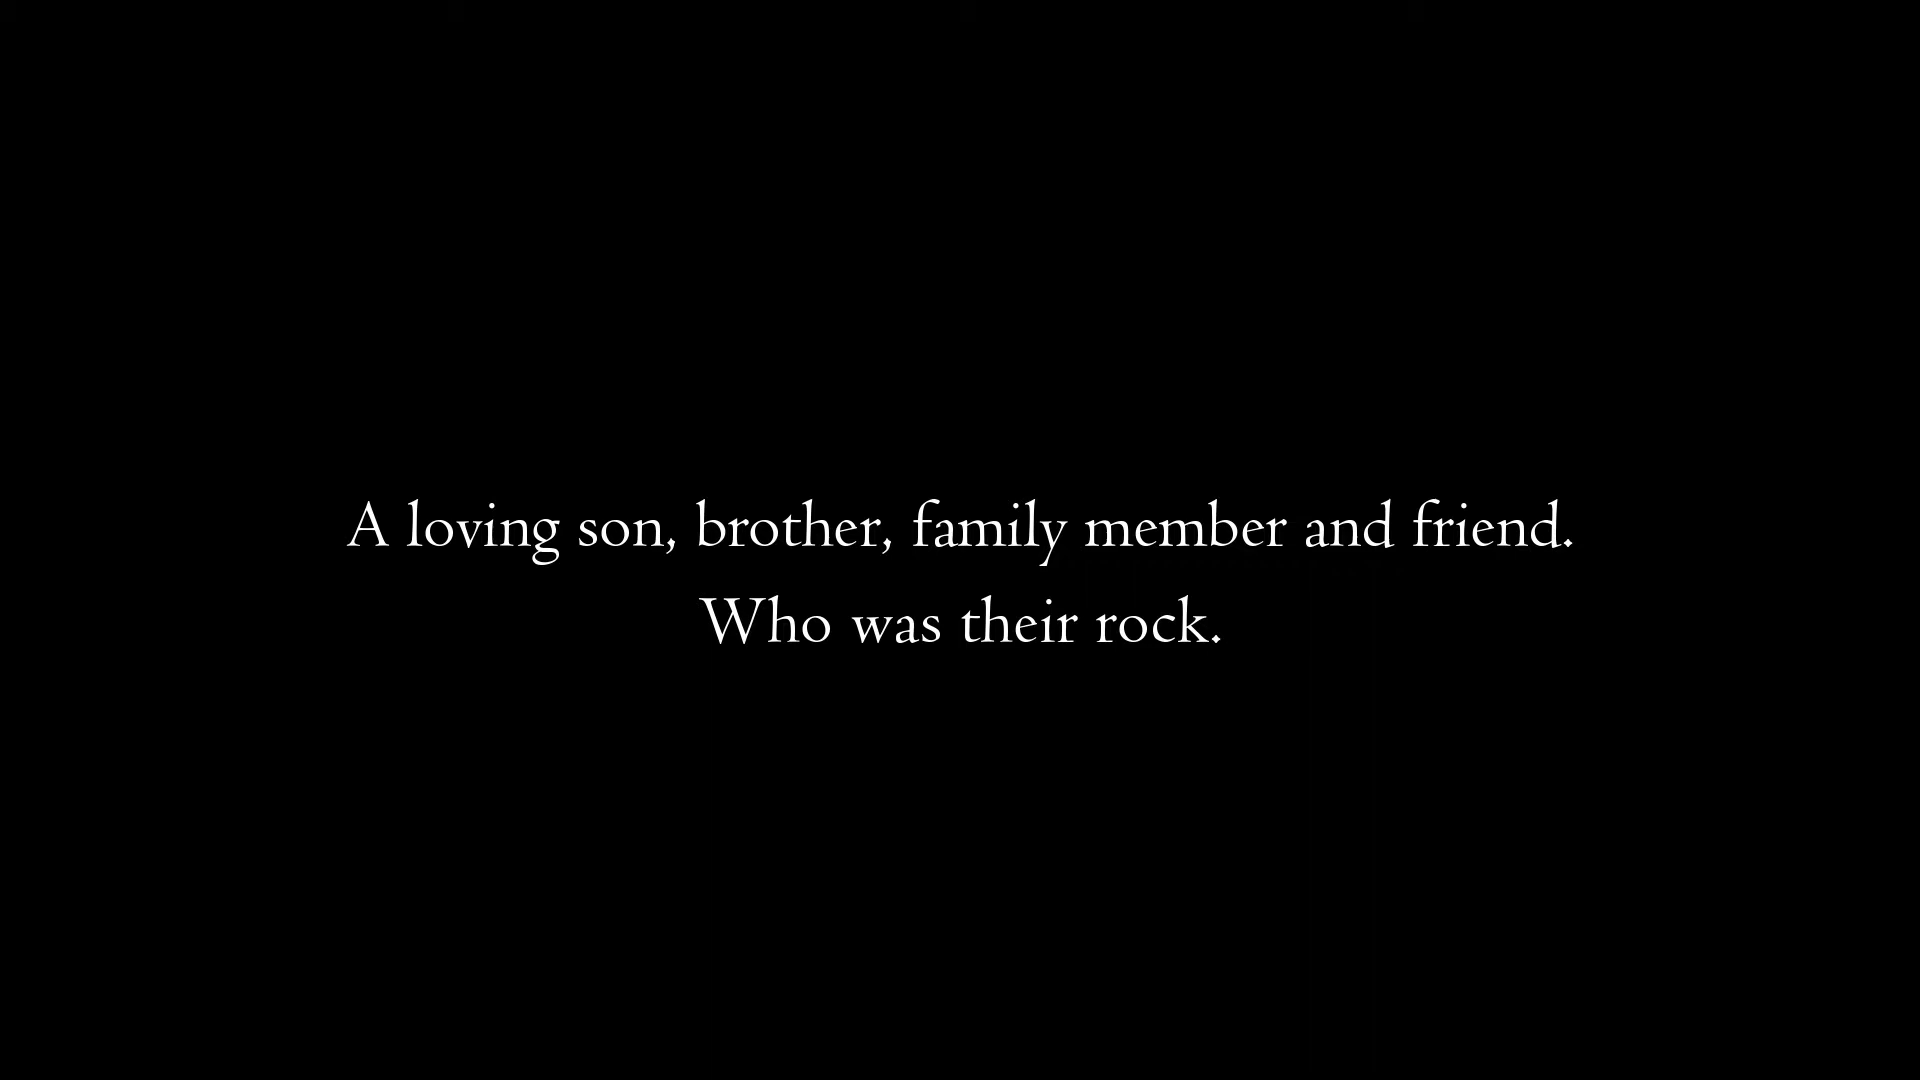 A loving son, brother, family member and friend.
Who was their rock.